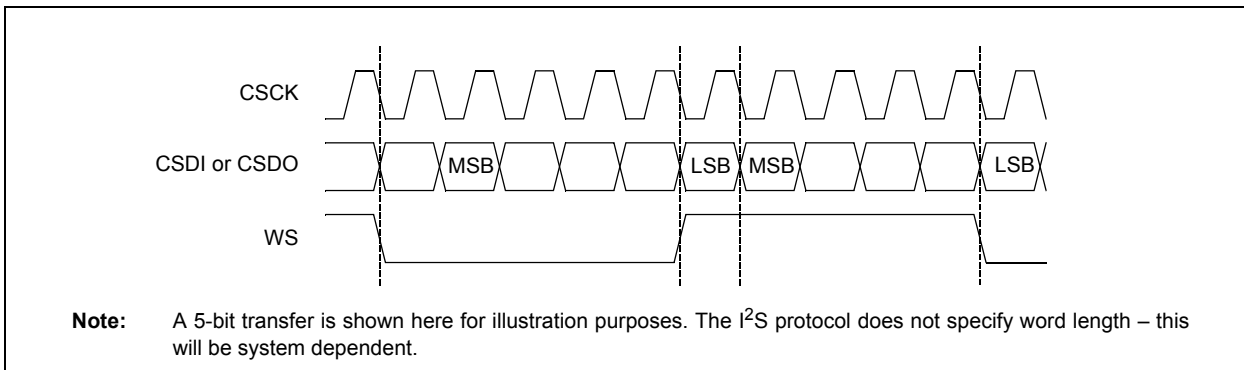 CSCK
CSDI or CSDO
MSB
LSB
MSB
LSB
WS
Note: A 5-bit transfer is shown here for illustration purposes. The I²S protocol does not specify word length – this
will be system dependent.